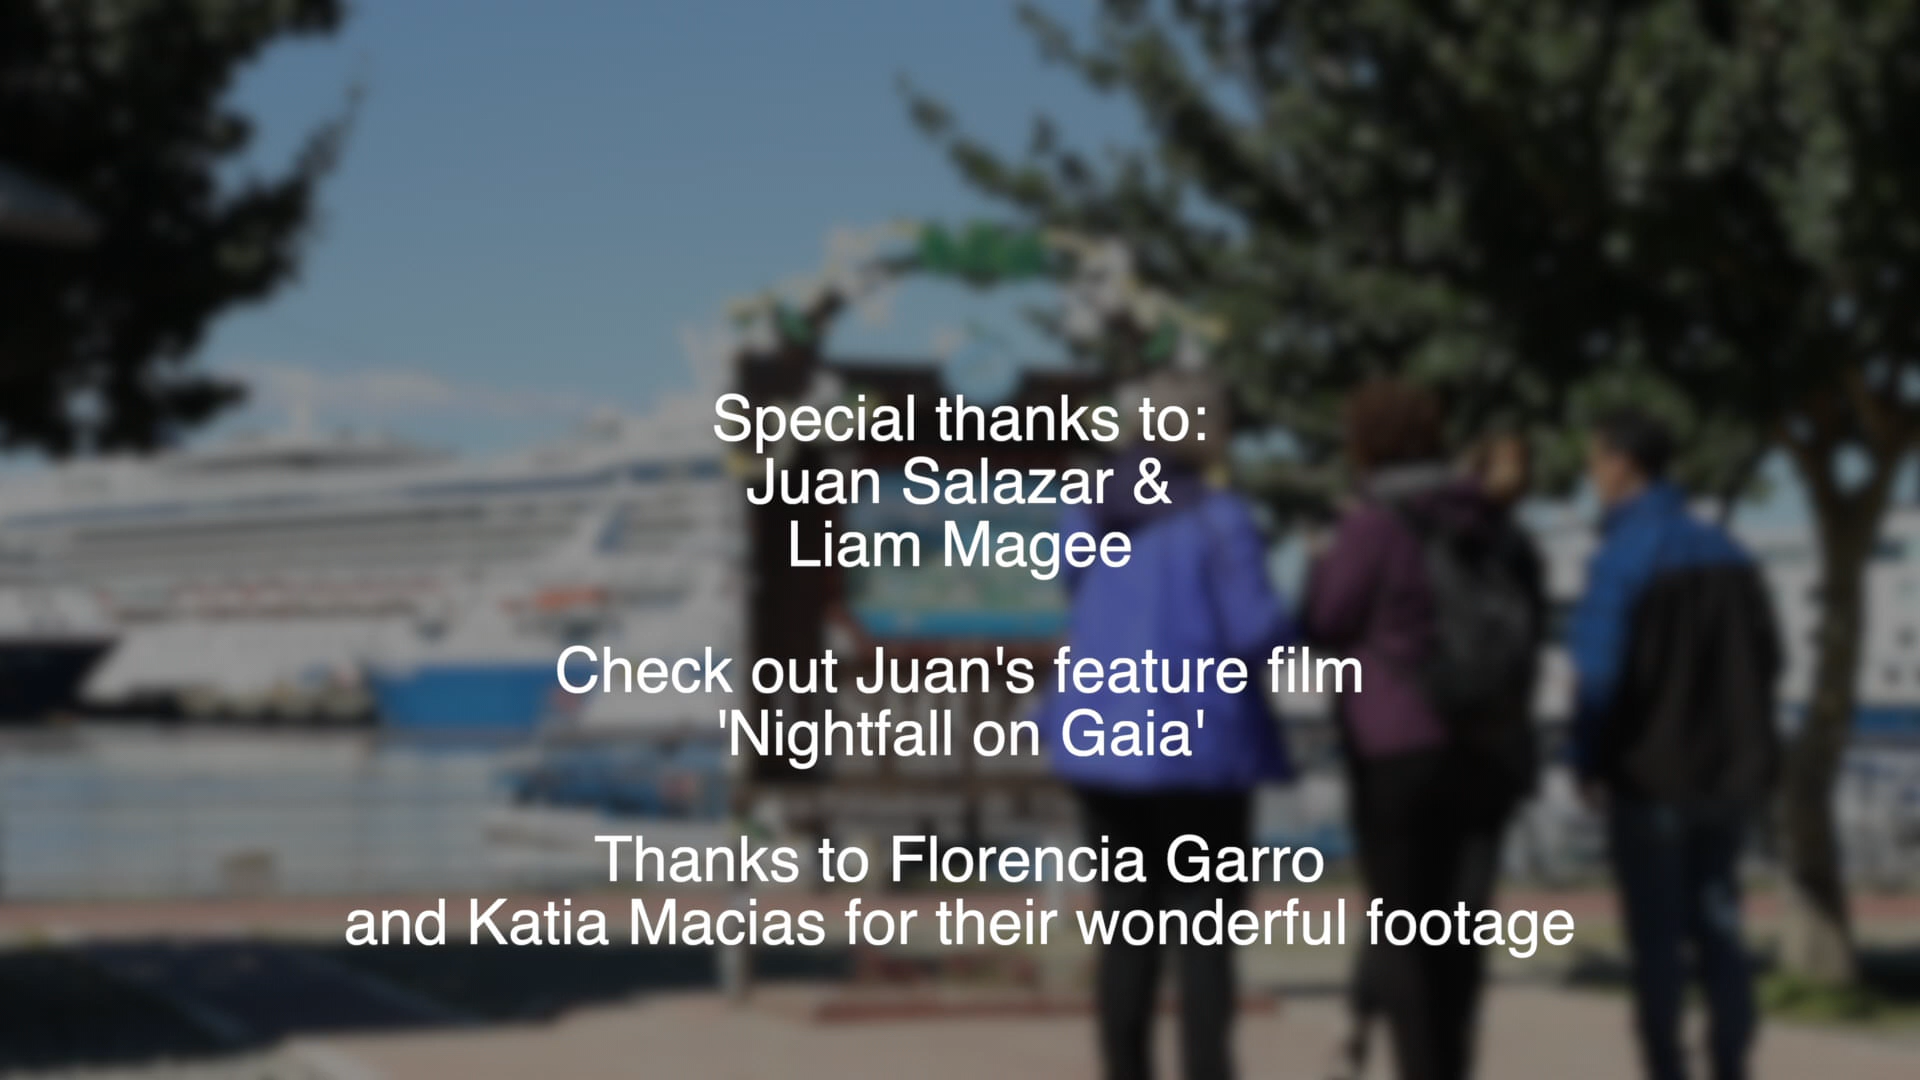 Special thanks to:
Juan Salazar &
Liam Magee
Check out Juan's feature film
'Nightfall on Gaia'
Thanks to Florencia Garro
and Katia Macias for their wonderful footage